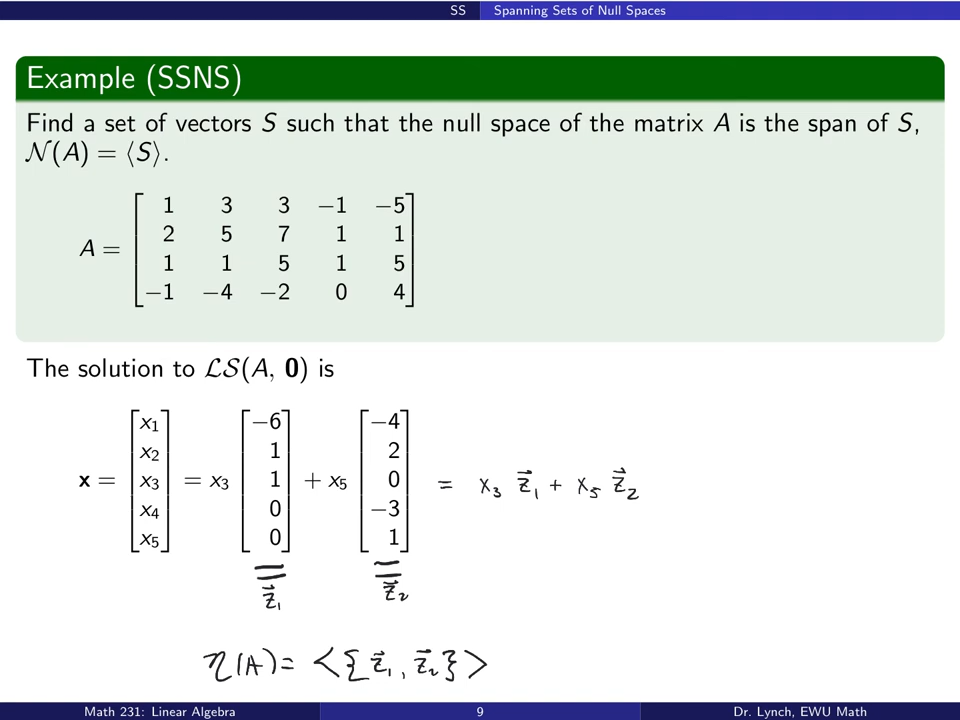 SS Spanning Sets of Null Spaces
Example (SSNS)
Find a set of vectors S such that the null space of the matrix A is the span of S,
𝒩(A) = ⟨S⟩.
A = [1 3 3 −1 −5
2 5 7 1 1
1 1 5 1 5
−1 −4 −2 0 4]
The solution to ℒ𝒮(A, 0) is
x = [x₁ x₂ x₃ x₄ x₅] = x₃ [−6 1 1 0 0] + x₅ [−4 2 0 −3 1] = x₃ z⃗₁ + x₅ z⃗₂
z⃗₁ z⃗₂
η(A) = <{z⃗₁, z⃗₂}>
Math 231: Linear Algebra 9 Dr. Lynch, EWU Math